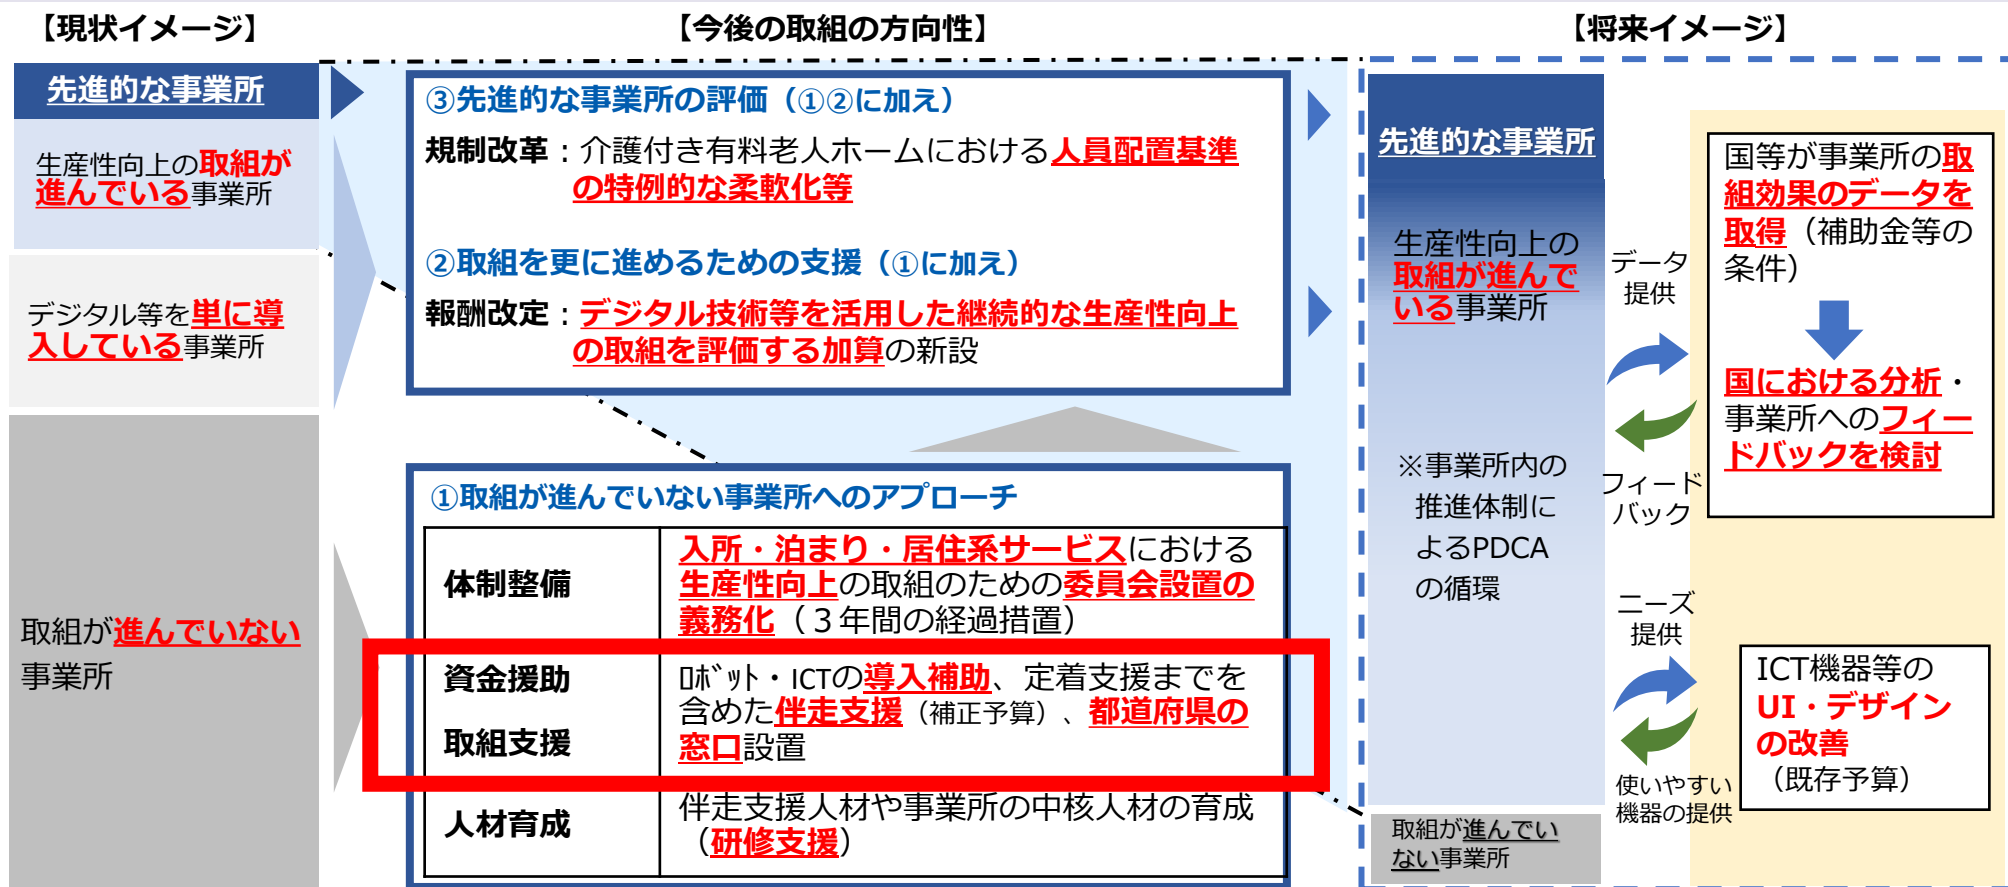 【現状イメージ】
【今後の取組の方向性】
【将来イメージ】
先進的な事業所
生産性向上の取組が
進んでいる事業所
デジタル等を単に導
入している事業所
取組が進んでいない
事業所
③先進的な事業所の評価（①②に加え）
規制改革：介護付き有料老人ホームにおける人員配置基準
の特例的な柔軟化等
②取組を更に進めるための支援（①に加え）
報酬改定：デジタル技術等を活用した継続的な生産性向上
の取組を評価する加算の新設
①取組が進んでいない事業所へのアプローチ
体制整備
入所・泊まり・居住系サービスにおける
生産性向上の取組のための委員会設置の
義務化（３年間の経過措置）
資金援助
取組支援
ﾛﾎﾞｯﾄ・ICTの導入補助、定着支援までを
含めた伴走支援（補正予算）、都道府県の
窓口設置
人材育成
伴走支援人材や事業所の中核人材の育成
（研修支援）
先進的な事業所
生産性向上の
取組が進んで
いる事業所
※事業所内の
推進体制に
よるPDCA
の循環
取組が進んでい
ない事業所
データ
提供
フィード
バック
ニーズ
提供
使いやすい
機器の提供
国等が事業所の取
組効果のデータを
取得（補助金等の
条件）
国における分析・
事業所へのフィー
ドバックを検討
ICT機器等の
UI・デザイン
の改善
（既存予算）